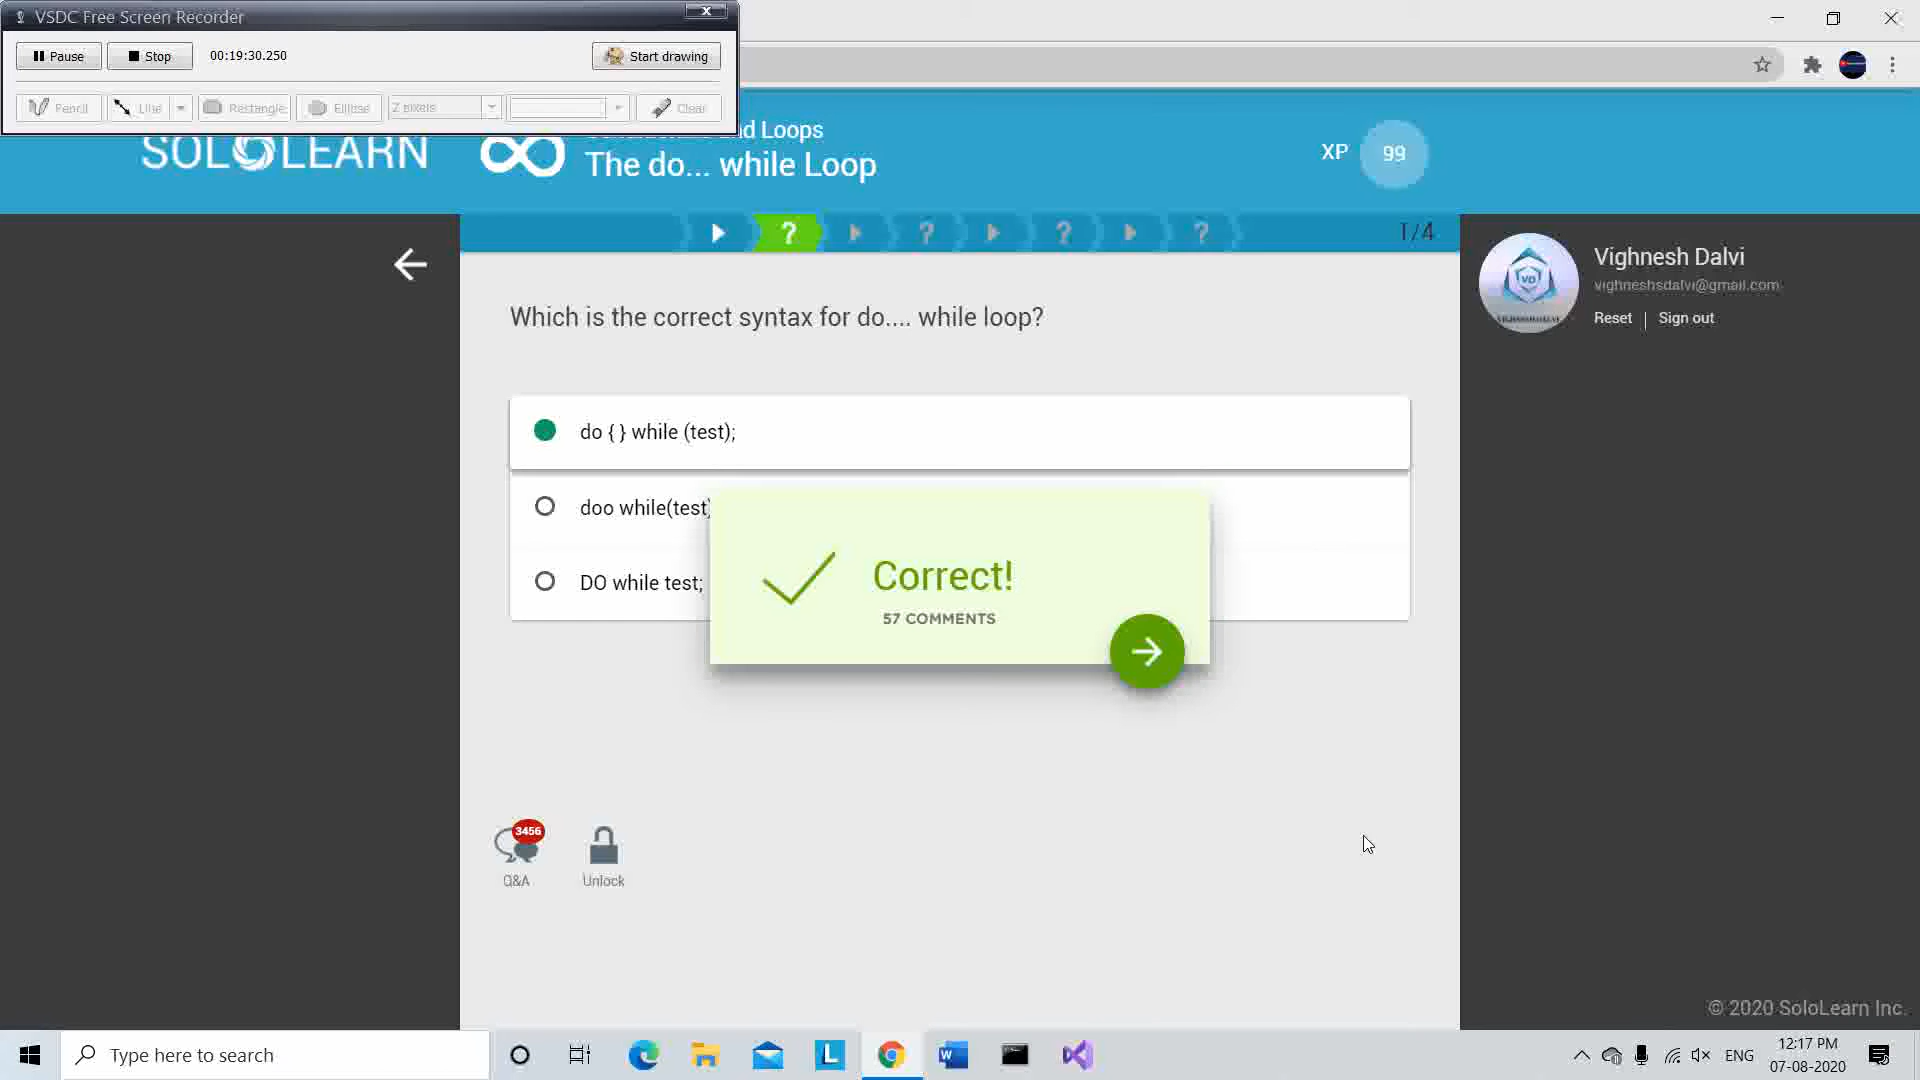 VSDC Free Screen Recorder
Pause
Stop
00:19:30.250
Start drawing
Pencil
Line
Rectangle
Ellipse
2 pixels
Clear
SOLOLEARN
d Loops
The do... while Loop
XP
99
1/4
Vighnesh Dalvi
vighneshsdalvi@gmail.com
Reset
Sign out
Which is the correct syntax for do.... while loop?
do { } while (test);
doo while(test)
DO while test;
Correct!
57 COMMENTS
3456
Q&A
Unlock
© 2020 SoloLearn Inc.
Type here to search
ENG
12:17 PM
07-08-2020